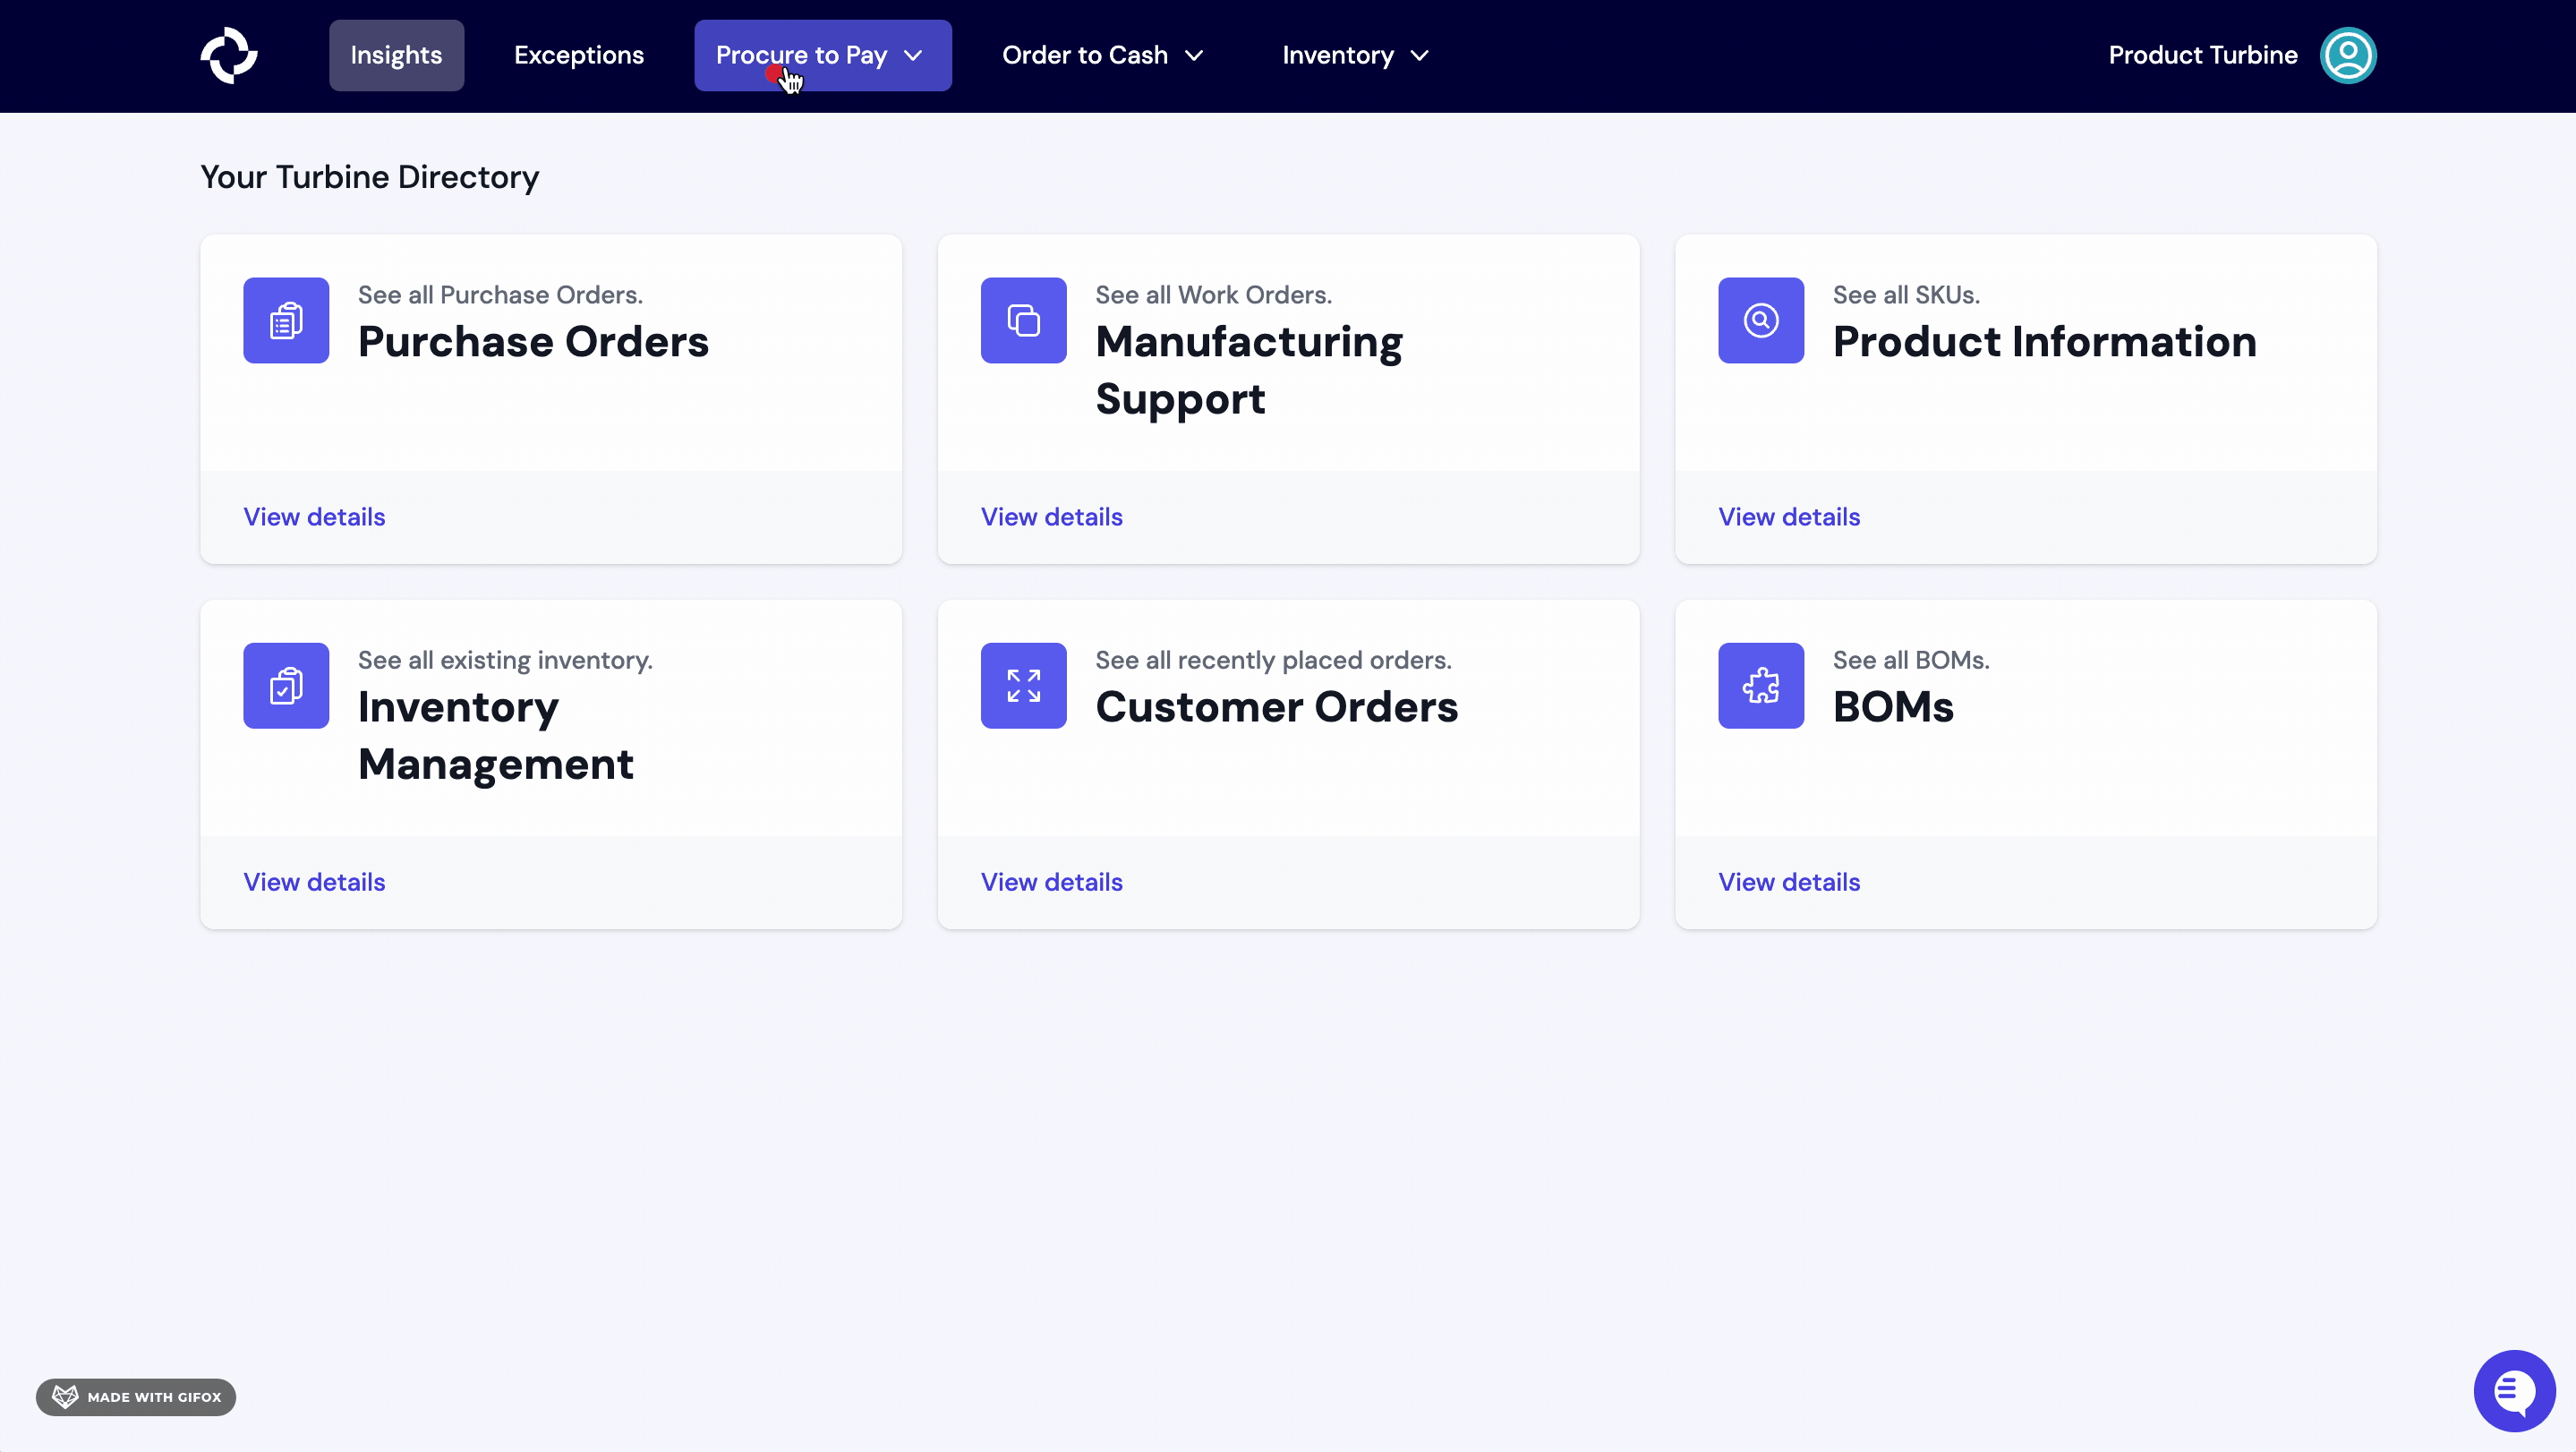 Insights
Exceptions
Procure to Pay
Order to Cash
Inventory
Product Turbine
Your Turbine Directory
See all Purchase Orders.
Purchase Orders
View details
See all Work Orders.
Manufacturing
Support
View details
See all SKUs.
Product Information
View details
See all existing inventory.
Inventory
Management
View details
See all recently placed orders.
Customer Orders
View details
See all BOMs.
BOMs
View details
MADE WITH GIFOX